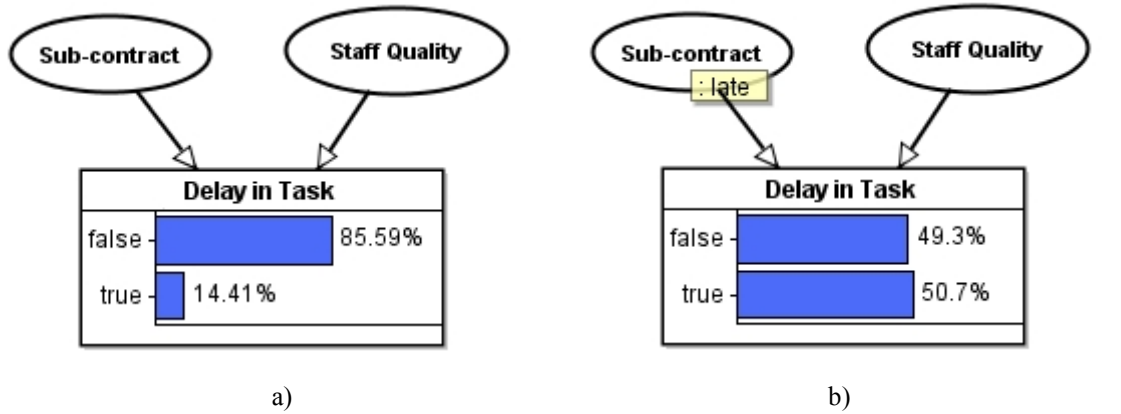 Sub-contract
Staff Quality
Delay in Task
false
85.59%
true
14.41%
a)
Sub-contract
: late
Staff Quality
Delay in Task
false
49.3%
true
50.7%
b)